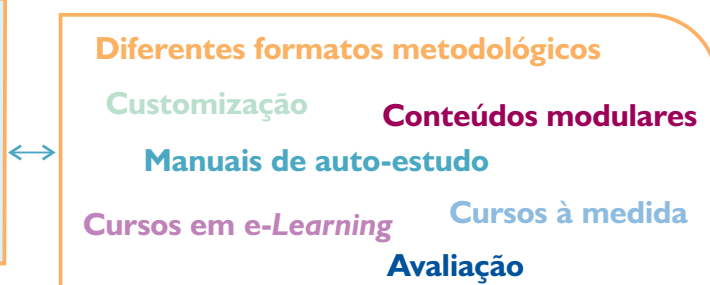 Diferentes formatos metodológicos
Customização
Conteúdos modulares
Manuais de auto-estudo
Cursos à medida
Cursos em e-Learning
Avaliação